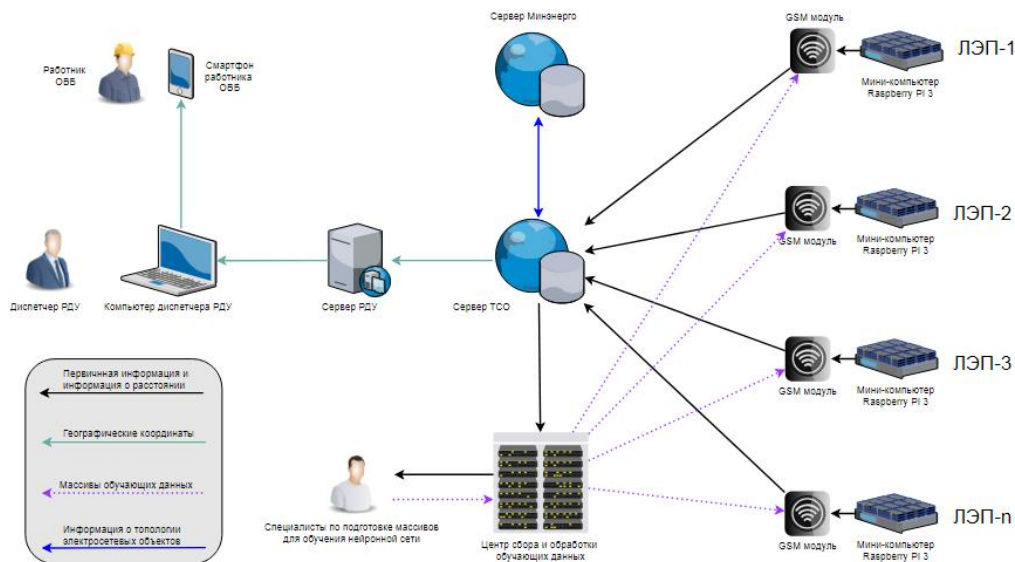 Сервер Минэнерго
GSM модуль
ЛЭП-1
Мини-компьютер
Raspberry PI 3
Работник
ОВБ
Смартфон
работника
ОВБ
ЛЭП-2
GSM модуль
Мини-компьютер
Raspberry PI 3
Диспетчер РДУ
Компьютер диспетчера РДУ
Сервер РДУ
Сервер ТСО
ЛЭП-3
GSM модуль
Мини-компьютер
Raspberry PI 3
Первичная информация и
информация о расстоянии
Географические координаты
Массивы обучающих данных
Информация о топологии
электросетевых объектов
Специалисты по подготовке массивов
для обучения нейронной сети
Центр сбора и обработки
обучающих данных
ЛЭП-n
GSM модуль
Мини-компьютер
Raspberry PI 3